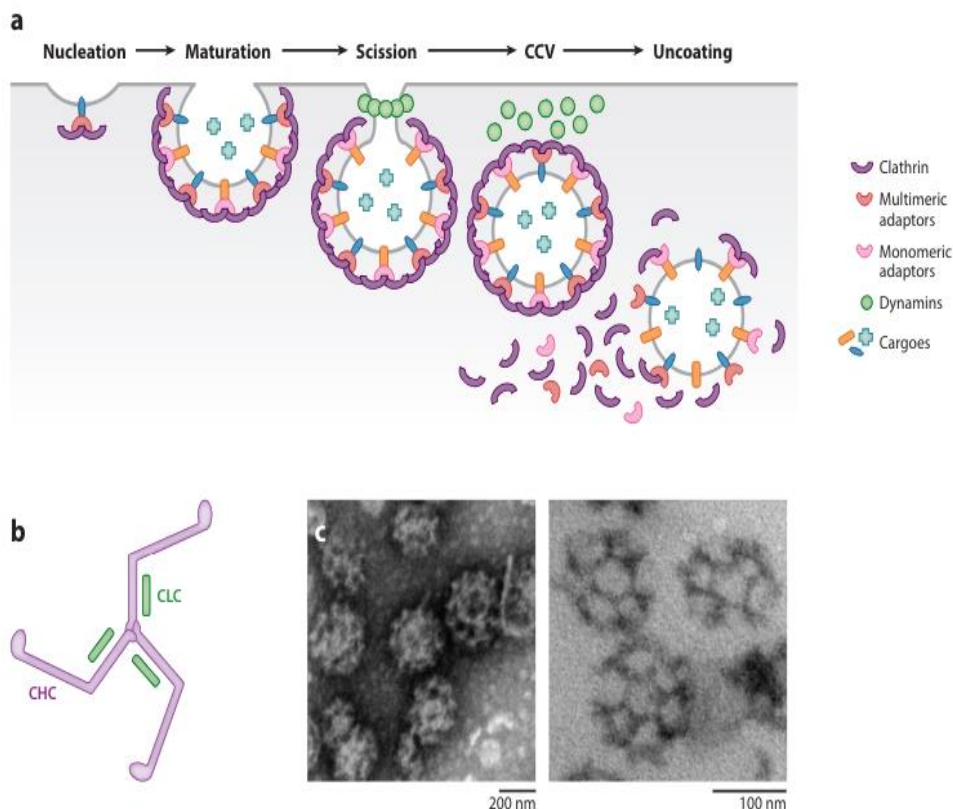 a
Nucleation → Maturation → Scission → CCV → Uncoating
Clathrin
Multimeric
adaptors
Monomeric
adaptors
Dynamins
Cargoes
b
CLC
CHC
c
200 nm
100 nm